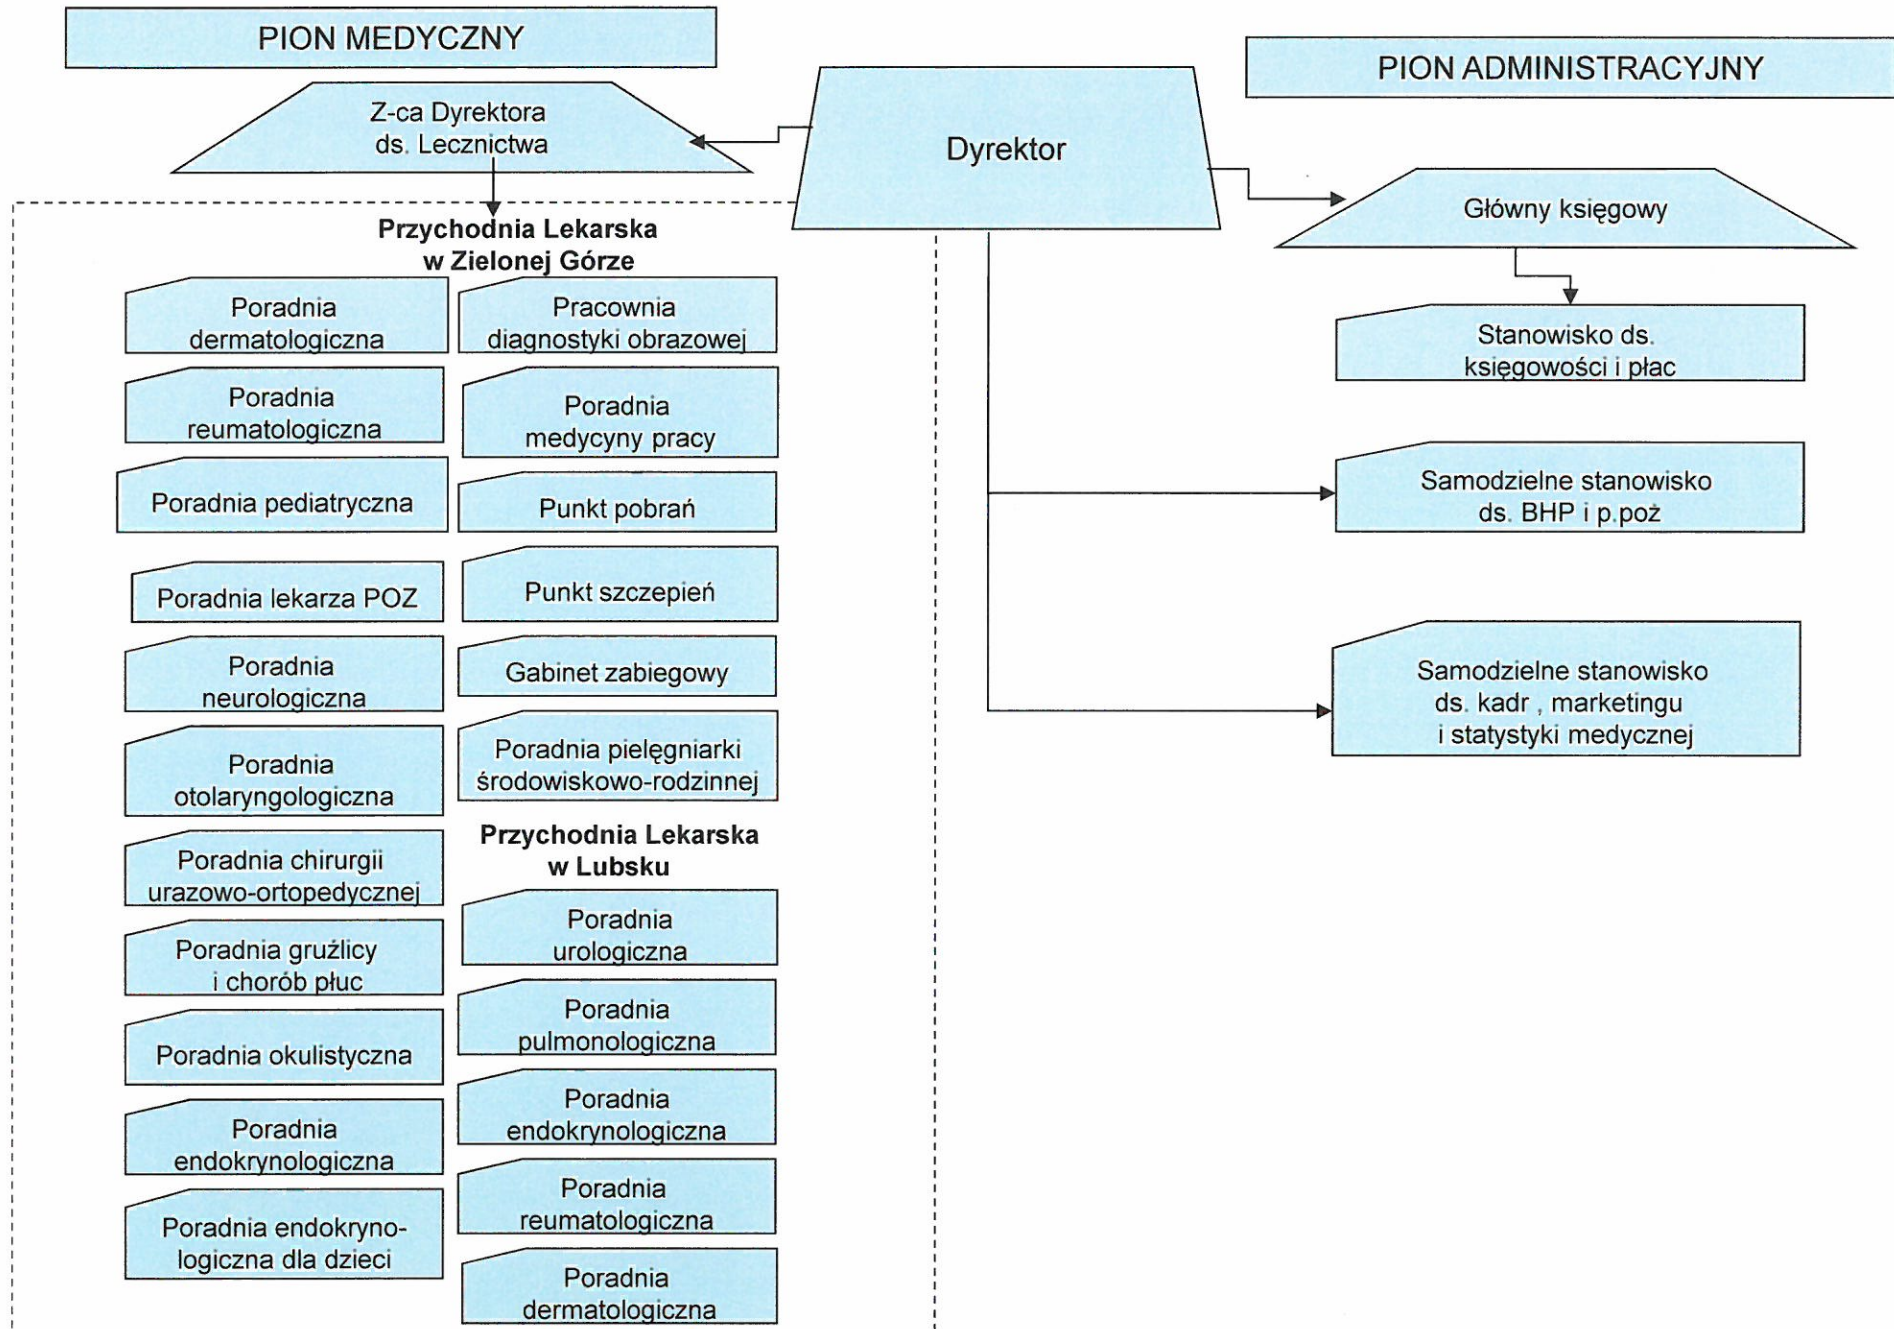 PION MEDYCZNY
PION ADMINISTRACYJNY
Z-ca Dyrektora
ds. Lecznictwa
Dyrektor
Główny księgowy
Przychodnia Lekarska
w Zielonej Górze
Poradnia
dermatologiczna
Poradnia
reumatologiczna
Poradnia pediatryczna
Poradnia lekarza POZ
Poradnia
neurologiczna
Poradnia
otolaryngologiczna
Poradnia chirurgii
urazowo-ortopedycznej
Poradnia gruźlicy
i chorób płuc
Poradnia okulistyczna
Poradnia
endokrynologiczna
Poradnia endokryno-
logiczna dla dzieci
Pracownia
diagnostyki obrazowej
Poradnia
medycyny pracy
Punkt pobrań
Punkt szczepień
Gabinet zabiegowy
Poradnia pielęgniarki
środowiskowo-rodzinnej
Przychodnia Lekarska
w Lubsku
Poradnia
urologiczna
Poradnia
pulmonologiczna
Poradnia
endokrynologiczna
Poradnia
reumatologiczna
Poradnia
dermatologiczna
Stanowisko ds.
księgowości i płac
Samodzielne stanowisko
ds. BHP i p.poż
Samodzielne stanowisko
ds. kadr , marketingu
i statystyki medycznej